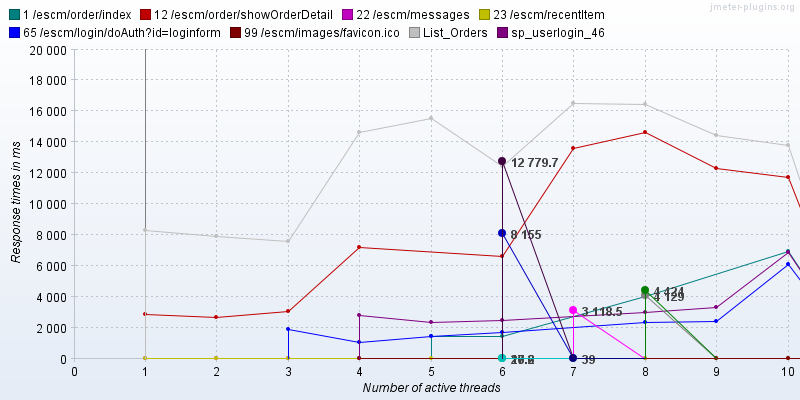 jmeter-plugins.org
1 /escm/order/index 12 /escm/order/showOrderDetail 22 /escm/messages 23 /escm/recentItem
65 /escm/login/doAuth?id=loginform 99 /escm/images/favicon.ico List_Orders sp_userlogin_46
20 000
18 000
16 000
14 000
12 000
10 000
8 000
6 000
4 000
2 000
0
Response times in ms
12 779.7
8 155
4 424
4 129
3 118.5
39
0 1 2 3 4 5 6 7 8 9 10
Number of active threads